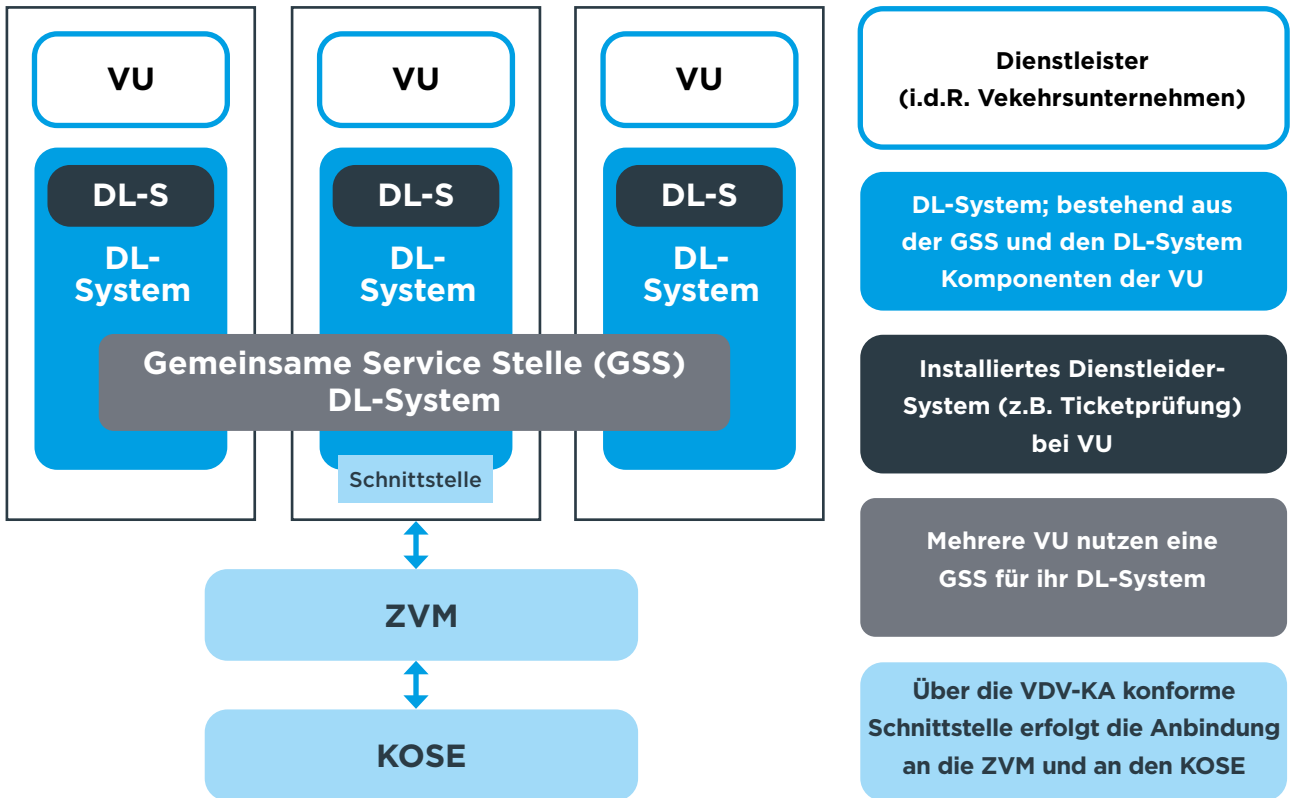 VU
VU
VU
DL-S
DL-S
DL-S
DL-
System
DL-
System
DL-
System
Gemeinsame Service Stelle (GSS)
DL-System
Schnittstelle
ZVM
KOSE
Dienstleister
(i.d.R. Vekehrsunternehmen)
DL-System; bestehend aus
der GSS und den DL-System
Komponenten der VU
Installiertes Dienstleider-
System (z.B. Ticketprüfung)
bei VU
Mehrere VU nutzen eine
GSS für ihr DL-System
Über die VDV-KA konforme
Schnittstelle erfolgt die Anbindung
an die ZVM und an den KOSE